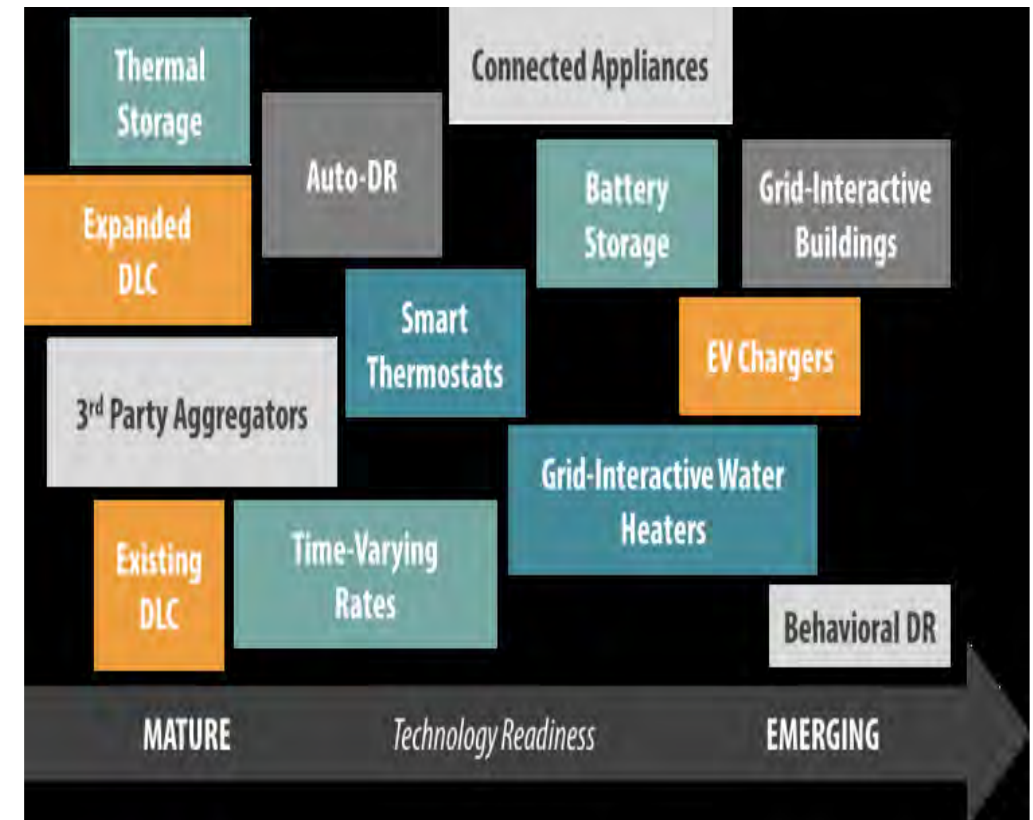 Thermal
Storage
Connected Appliances
Auto-DR
Battery
Storage
Grid-Interactive
Buildings
Expanded
DLC
Smart
Thermostats
EV Chargers
3rd Party Aggregators
Grid-Interactive Water
Heaters
Existing
DLC
Time-Varying
Rates
Behavioral DR
MATURE
Technology Readiness
EMERGING